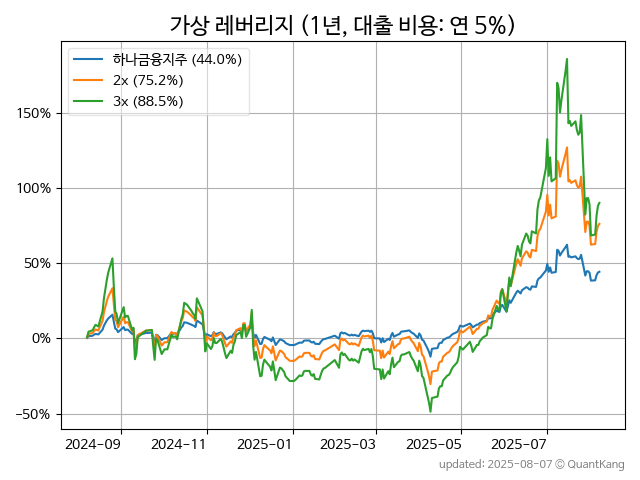 가상 레버리지 (1년, 대출 비용: 연 5%)
하나금융지주 (44.0%)
2x (75.2%)
3x (88.5%)
150%
100%
50%
0%
−50%
2024-09 2024-11 2025-01 2025-03 2025-05 2025-07
updated: 2025-08-07 © QuantKang